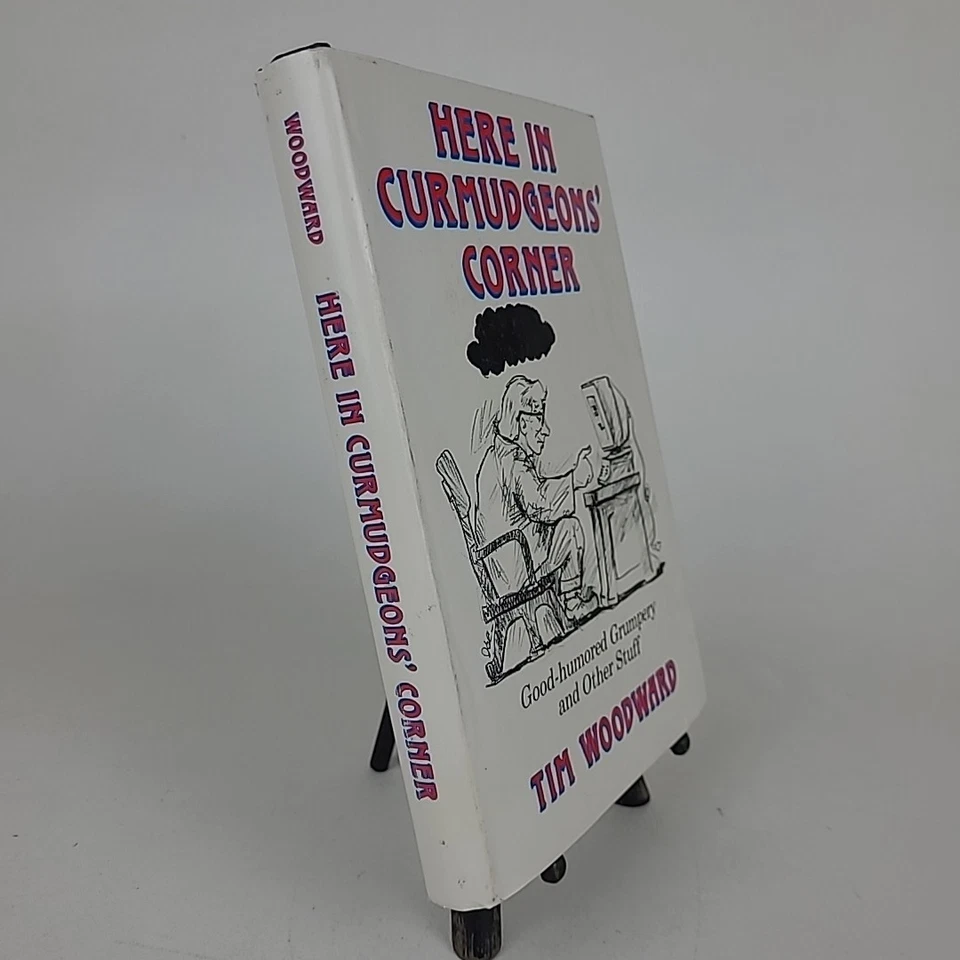 WOODWARD
HERE IN CURMUDGEONS' CORNER
HERE IN
CURMUDGEONS'
CORNER
Good-humored Grumpery
and Other Stuff
TIM WOODWARD